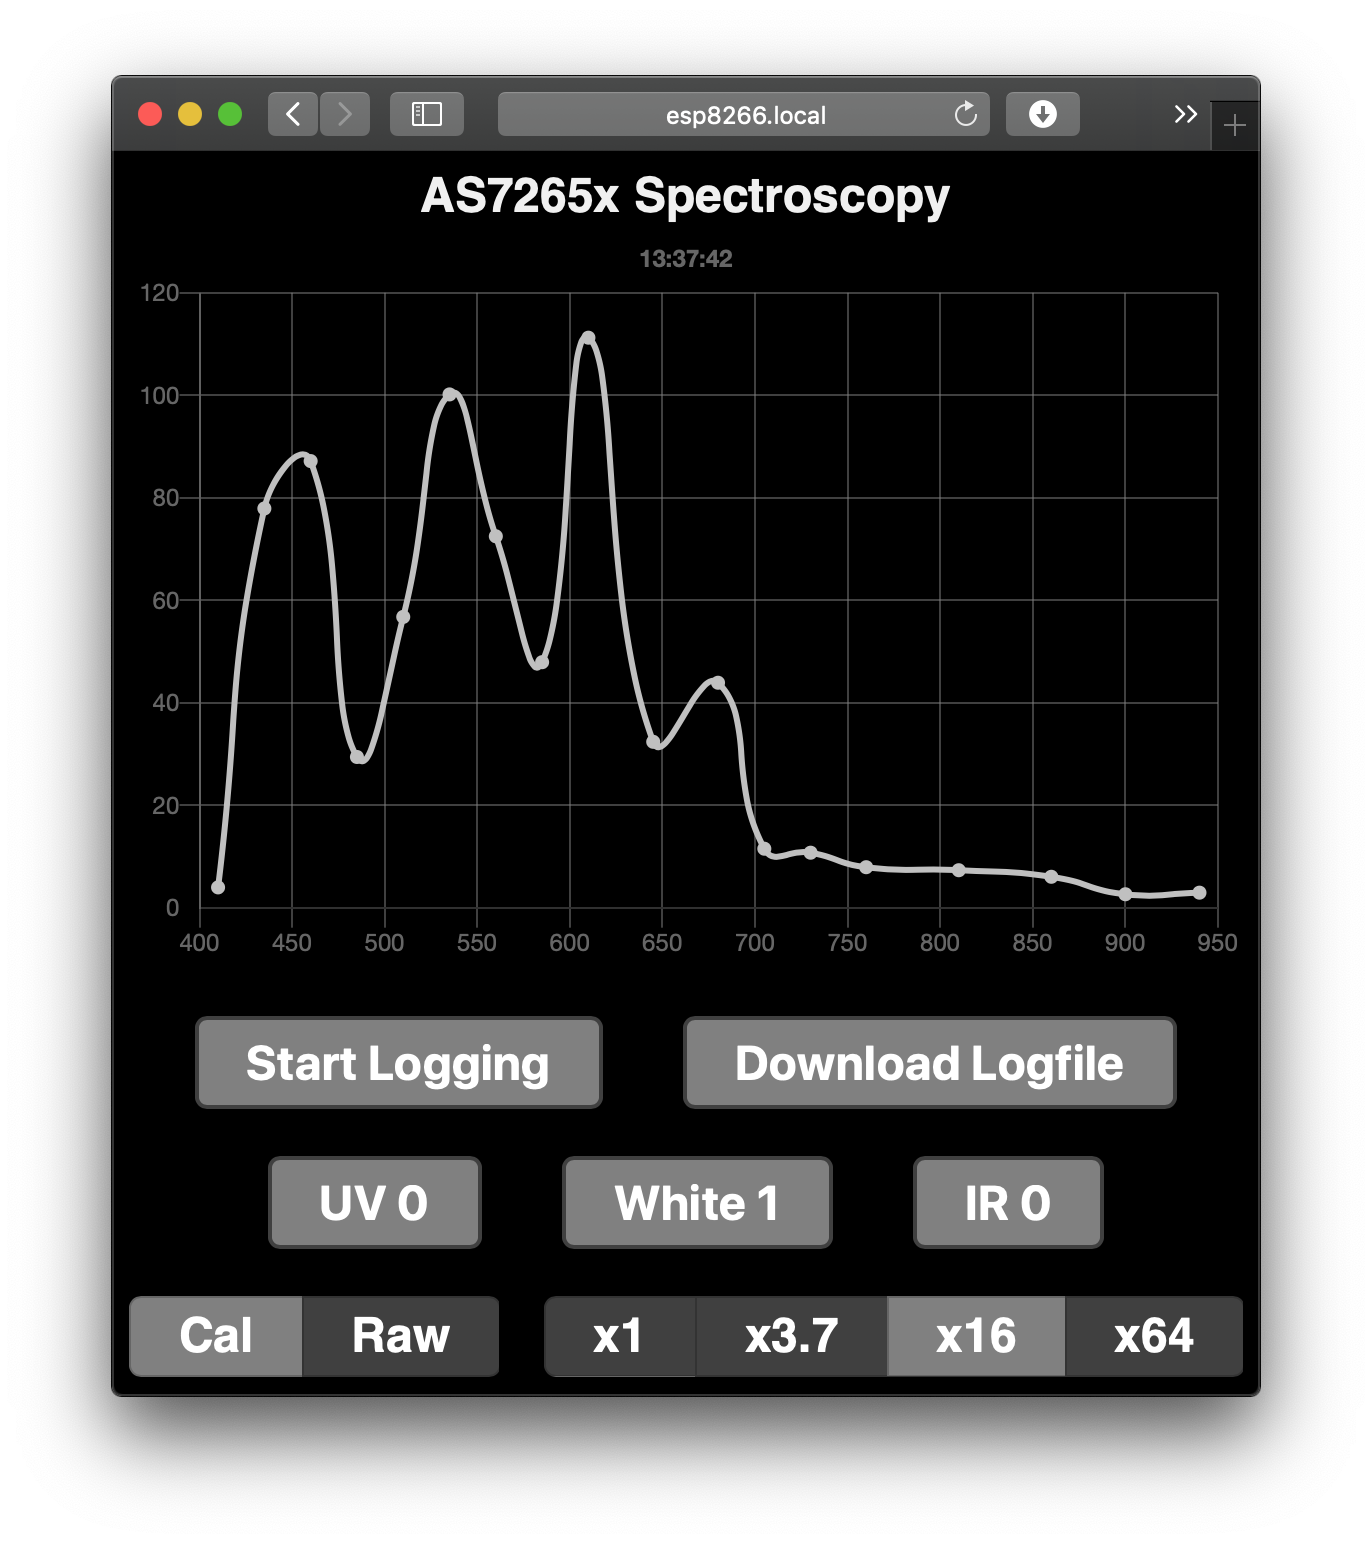 esp8266.local
AS7265x Spectroscopy
13:37:42
120
100
80
60
40
20
0
400 450 500 550 600 650 700 750 800 850 900 950
Start Logging Download Logfile
UV 0 White 1 IR 0
Cal Raw x1 x3.7 x16 x64